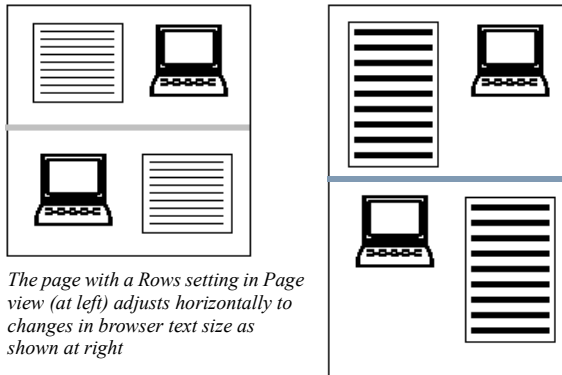 The page with a Rows setting in Page
view (at left) adjusts horizontally to
changes in browser text size as
shown at right